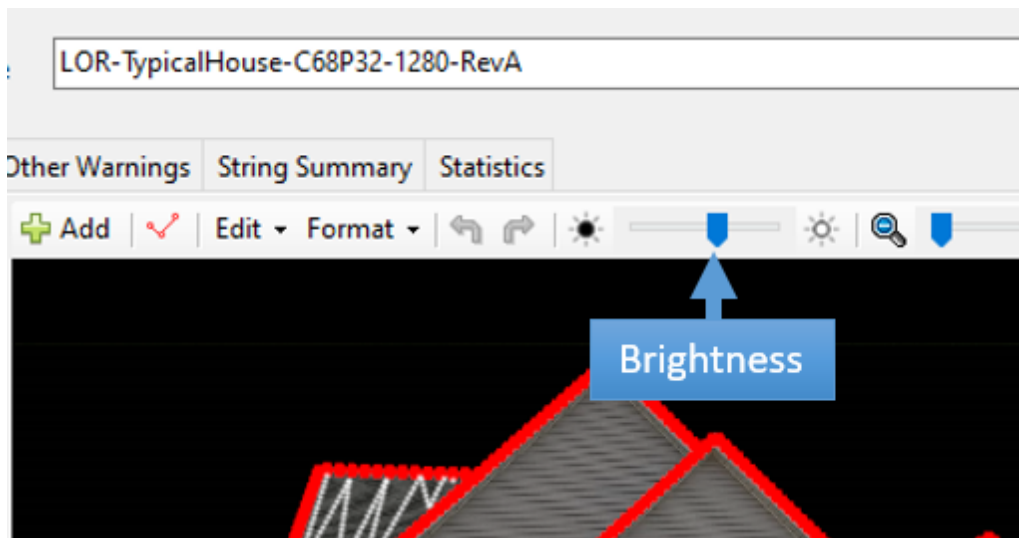 LOR-TypicalHouse-C68P32-1280-RevA
Other Warnings String Summary Statistics
Add Edit Format
Brightness